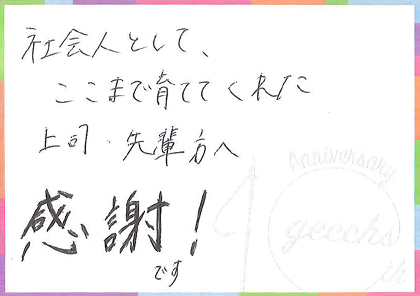 社会人として、
ここまで育ててくれた
上司・先輩方へ
感謝!
です
Anniversary
10
geechs
th